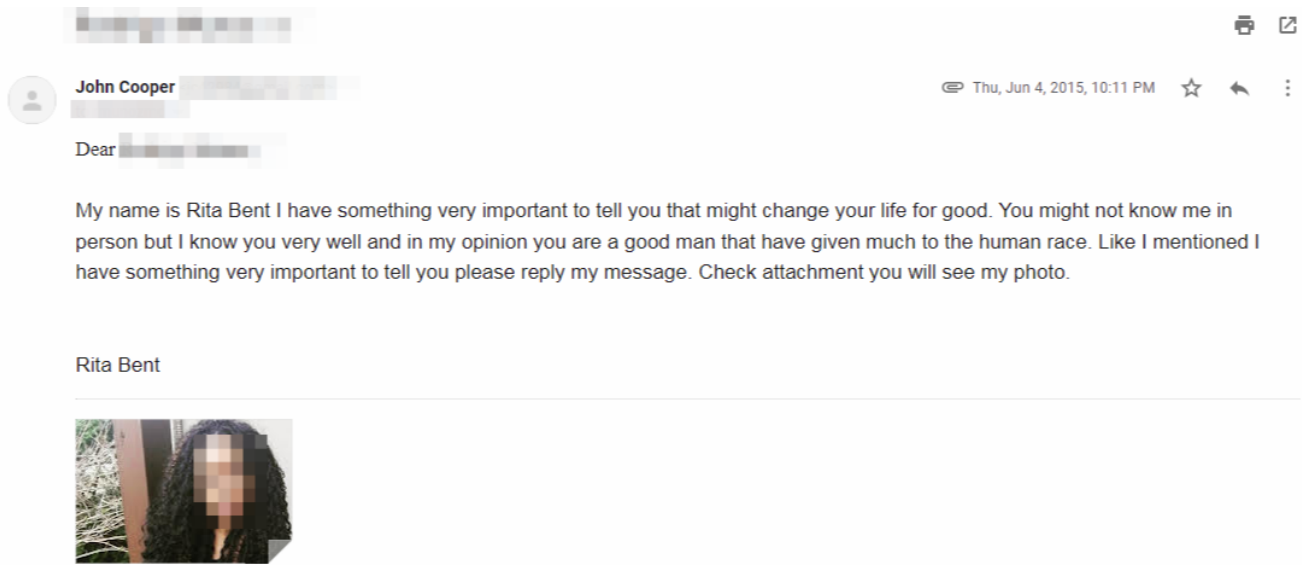 John Cooper
Thu, Jun 4, 2015, 10:11 PM
Dear
My name is Rita Bent I have something very important to tell you that might change your life for good. You might not know me in
person but I know you very well and in my opinion you are a good man that have given much to the human race. Like I mentioned I
have something very important to tell you please reply my message. Check attachment you will see my photo.
Rita Bent